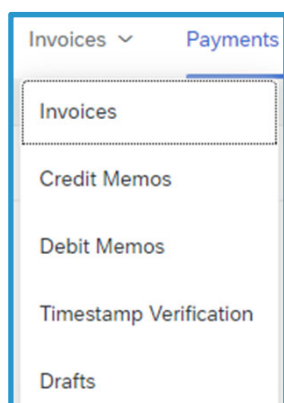 Invoices Payments
Invoices
Credit Memos
Debit Memos
Timestamp Verification
Drafts